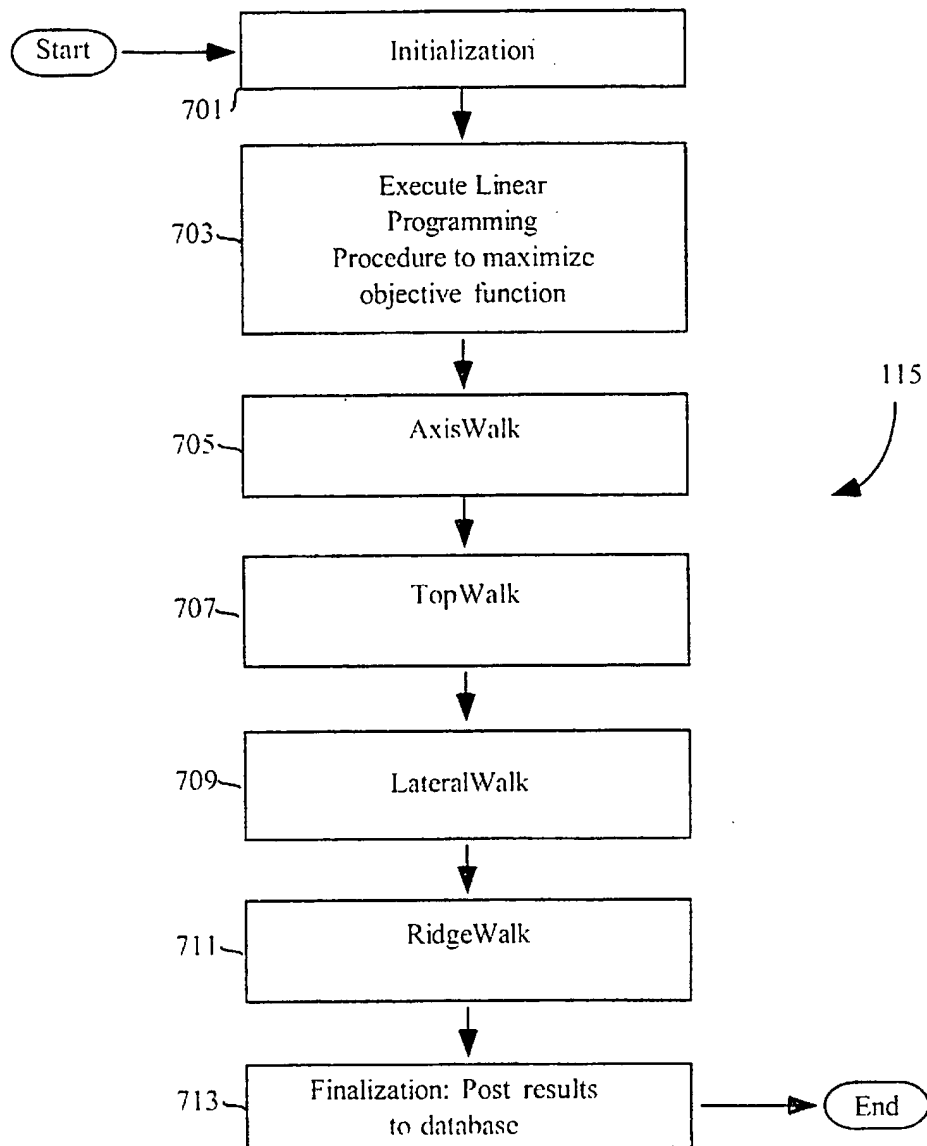 Start
Initialization
701
Execute Linear
Programming
Procedure to maximize
objective function
703
115
AxisWalk
705
TopWalk
707
LateralWalk
709
RidgeWalk
711
Finalization: Post results
to database
713
End